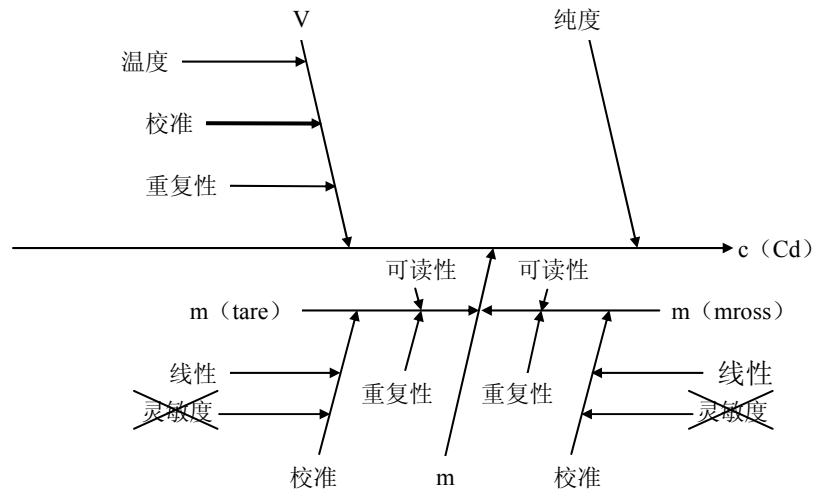 V
纯度
温度
校准
重复性
c（Cd）
可读性
可读性
m（tare）
m（mross）
线性
重复性
重复性
线性
灵敏度
灵敏度
校准
m
校准